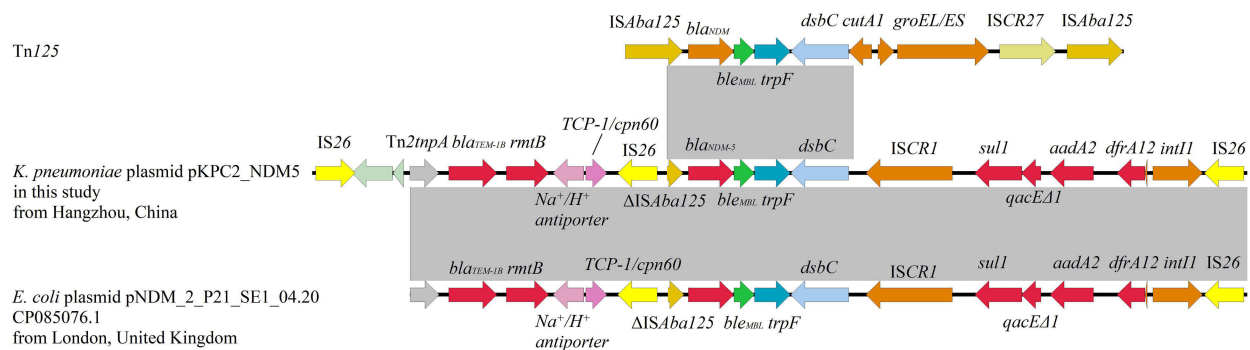 dsbC cutA1 groEL/ES ISCR27 ISAba125
ISAba125 blaNDM
Tn125
bleMBL trpF
TCP-1/cpn60
IS26 Tn2tnpA blaTEM-1B rmtB IS26 blaNDM-5 dsbC ISCR1 sul1 aadA2 dfrA12 intI1 IS26
K. pneumoniae plasmid pKPC2_NDM5
in this study
from Hangzhou, China
Na+/H+ ΔISAba125 bleMBL trpF qacEΔ1
antiporter
blaTEM-1B rmtB TCP-1/cpn60 dsbC ISCR1 sul1 aadA2 dfrA12 intI1 IS26
E. coli plasmid pNDM_2_P21_SE1_04.20
CP085076.1
from London, United Kingdom
Na+/H+ ΔISAba125 bleMBL trpF qacEΔ1
antiporter